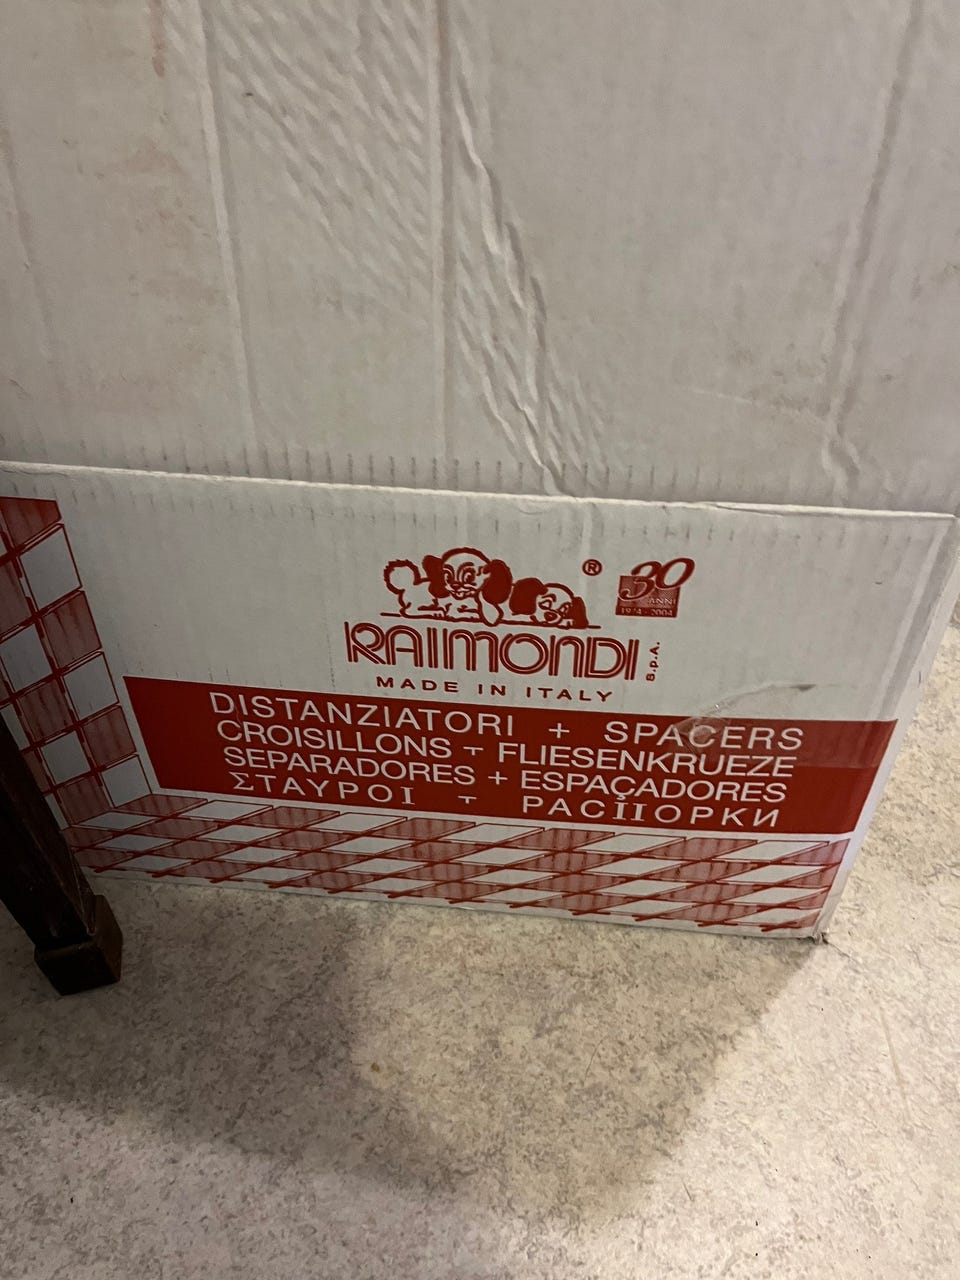 ®
30
ANNI
1974 - 2004
RAIMONDI S.p.A.
MADE IN ITALY
DISTANZIATORI + SPACERS
CROISILLONS - FLIESENKRUEZE
SEPARADORES + ESPAÇADORES
ΣΤΑΥΡΟΙ - РАСПОРКИ